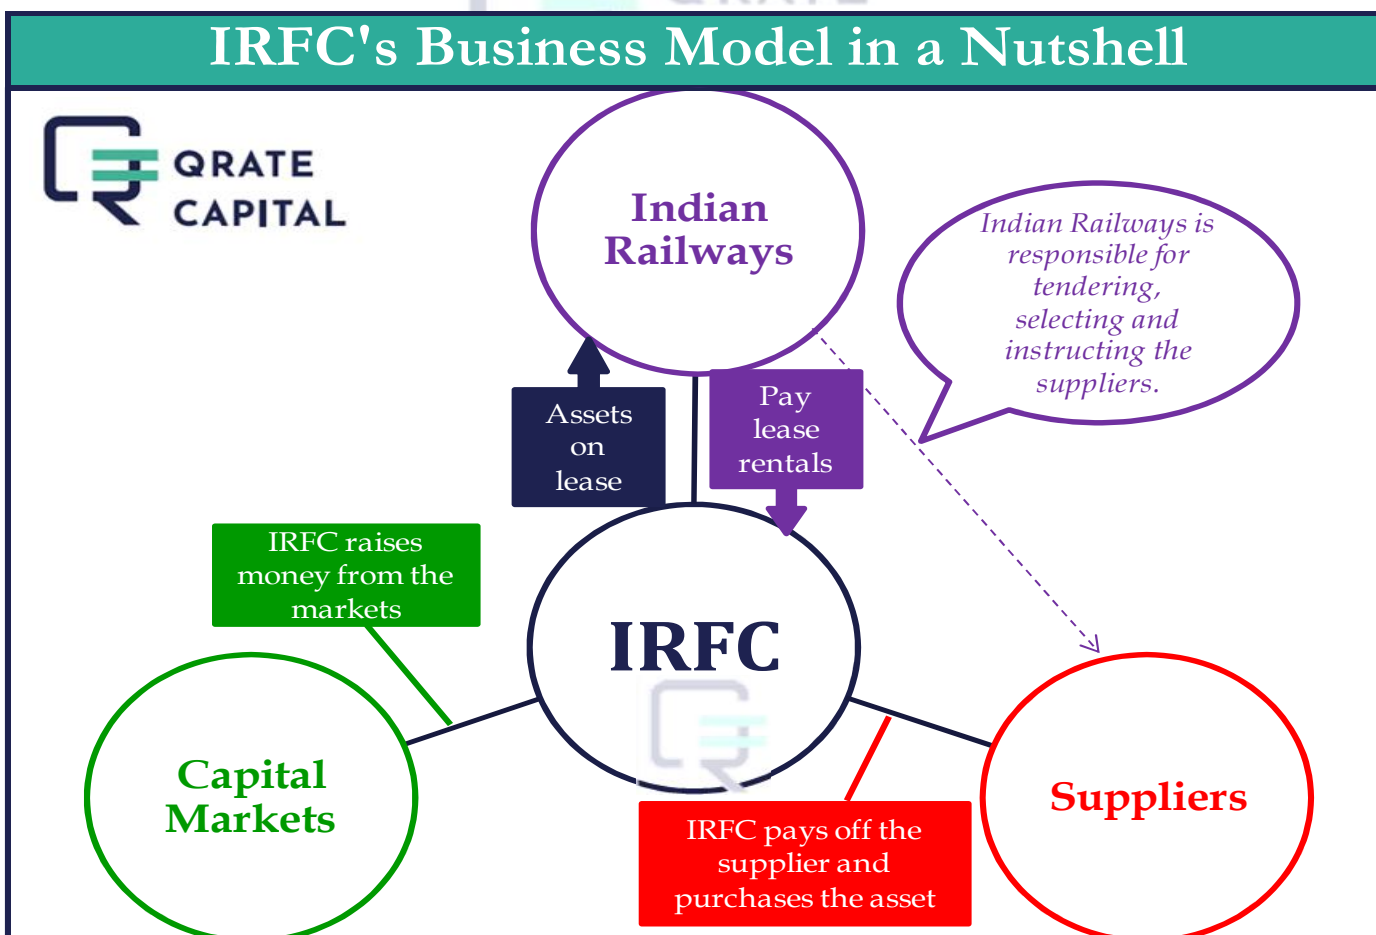 IRFC's Business Model in a Nutshell
QRATE
CAPITAL
Indian
Railways
Indian Railways is
responsible for
tendering,
selecting and
instructing the
suppliers.
Assets
on
lease
Pay
lease
rentals
IRFC raises
money from the
markets
IRFC
Capital
Markets
Suppliers
IRFC pays off the
supplier and
purchases the asset